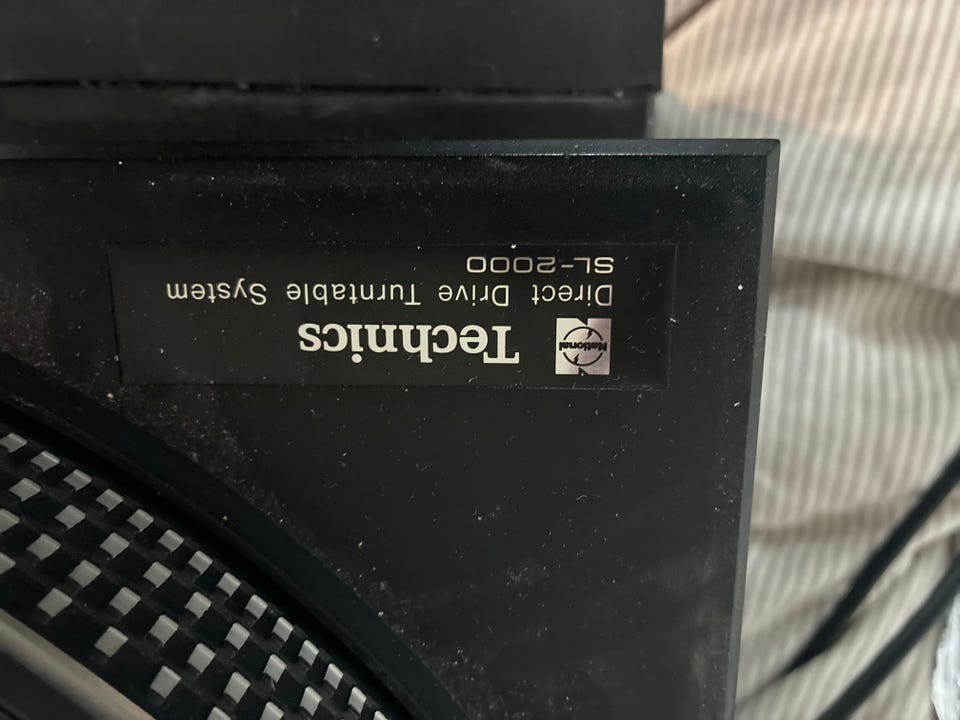 National
Technics
Direct Drive Turntable System
SL-2000